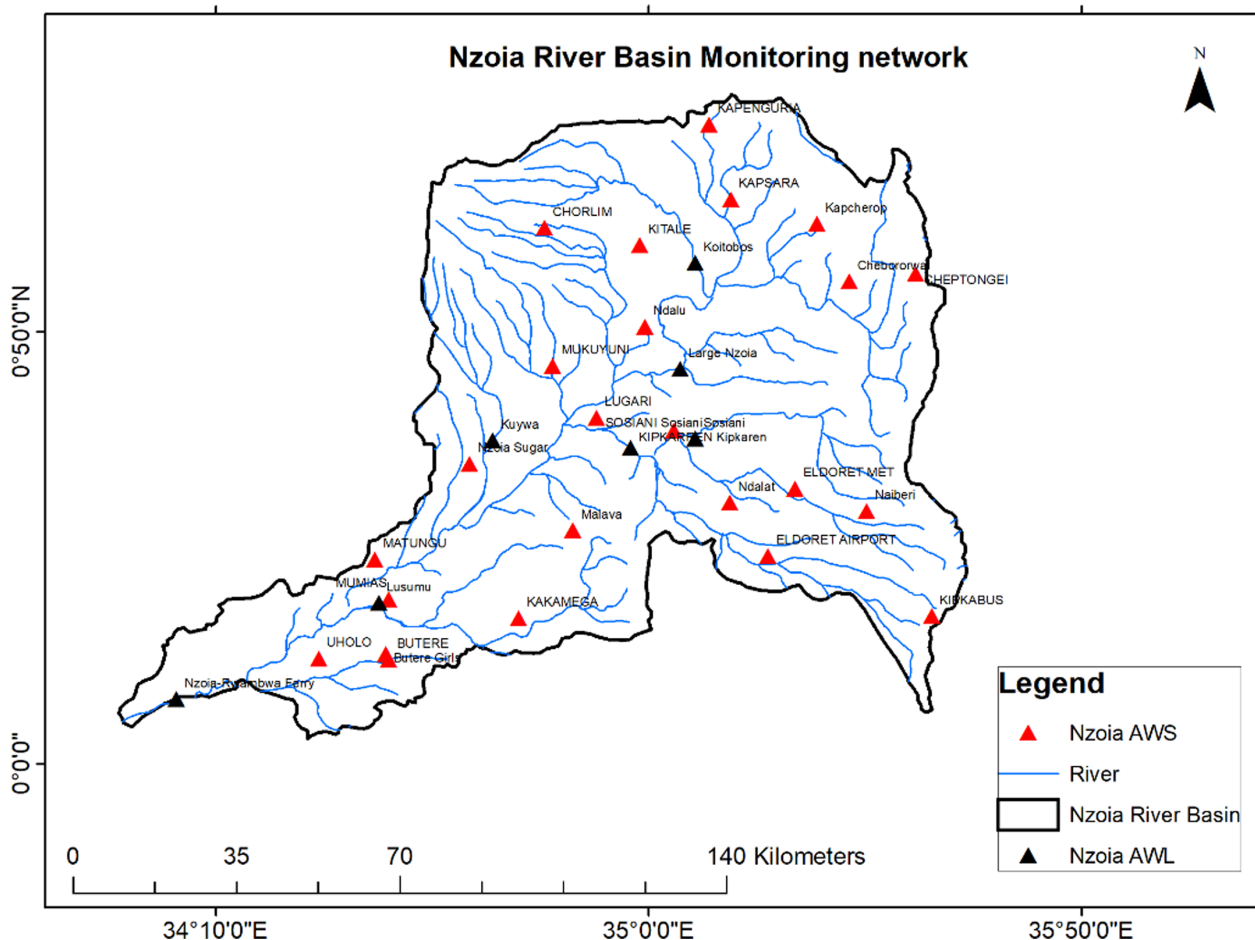 Nzoia River Basin Monitoring network
N
KAPENGURIA
KAPSARA
CHORLIM
Kapcherop
KITALE
Koitobos
Chebororwa
CHEPTONGEI
Ndalu
0°50'0"N
MUKUYUNI
Large Nzoia
LUGARI
SOSIANI Sosiani Sosiani
Kuywa
KIPKARREN Kipkaren
Nzoia Sugar
ELDORET MET
Ndalat
Naiberi
Malava
ELDORET AIRPORT
MATUNGU
MUMIAS
Lusumu
KAKAMEGA
KIPKABUS
UHOLO
BUTERE
Butere Girls
Nzoia-Rwambwa Ferry
0°0'0"
Legend
Nzoia AWS
River
Nzoia River Basin
Nzoia AWL
0 35 70 140 Kilometers
34°10'0"E 35°0'0"E 35°50'0"E